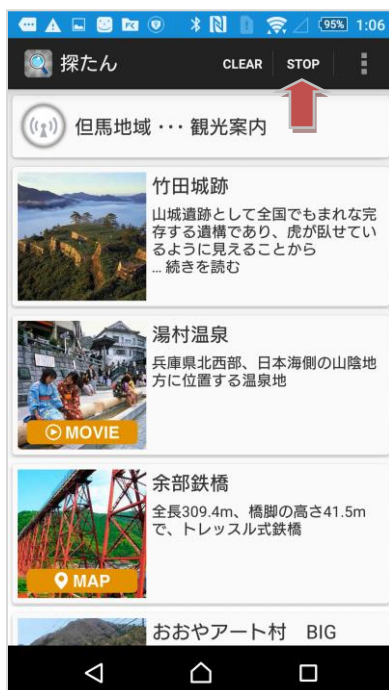 95% 1:06
探たん CLEAR STOP
但馬地域 ・・・ 観光案内
竹田城跡
山城遺跡として全国でもまれな完
存する遺構であり、虎が臥せてい
るように見えることから
... 続きを読む
湯村温泉
兵庫県北西部、日本海側の山陰地
方に位置する温泉地
MOVIE
余部鉄橋
全長309.4m、橋脚の高さ41.5m
で、トレッスル式鉄橋
MAP
おおやアート村 BIG